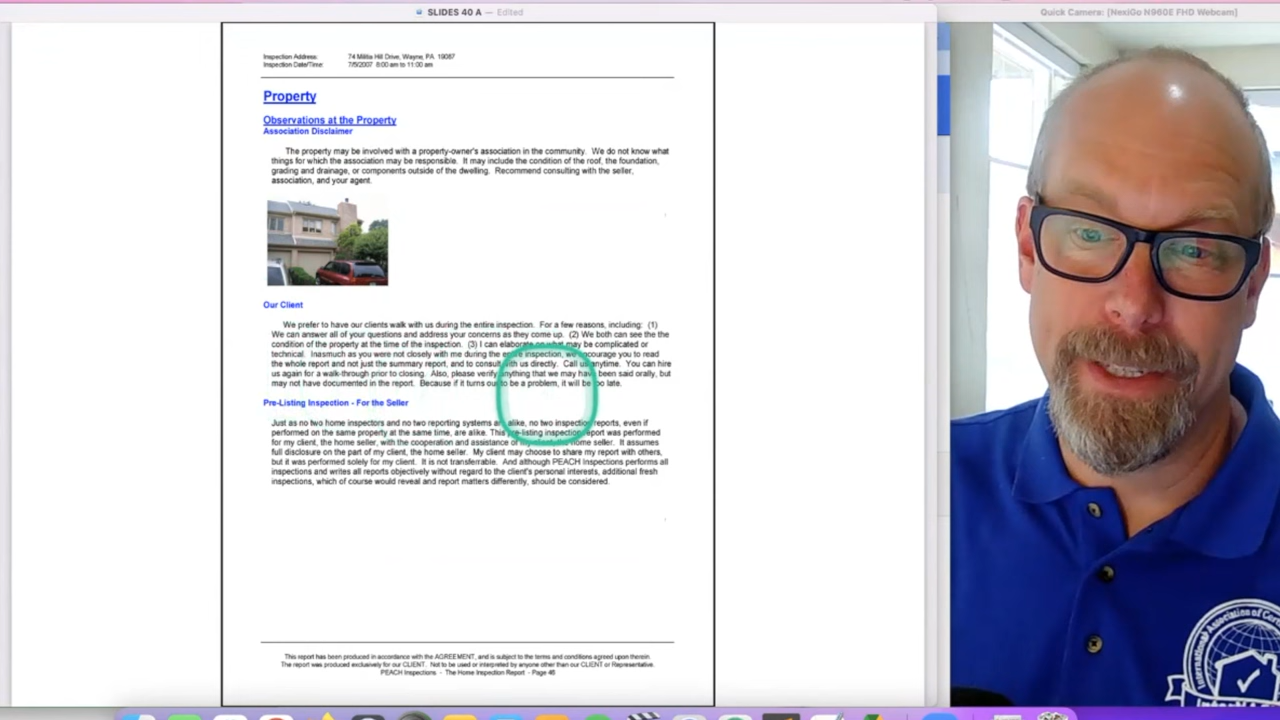 SLIDES 40 A — Edited
Quick Camera: [NexiGo N960E FHD Webcam]
Inspection Address: 74 Militia Hill Drive, Wayne, PA 19087
Inspection Date/Time: 7/5/2007 8:00 am to 11:00 am
Property
Observations at the Property
Association Disclaimer
The property may be involved with a property-owner's association in the community. We do not know what
things for which the association may be responsible. It may include the condition of the roof, the foundation,
grading and drainage, or components outside of the dwelling. Recommend consulting with the seller,
association, and your agent.
Our Client
We prefer to have our clients walk with us during the entire inspection. For a few reasons, including: (1)
We can answer all of your questions and address your concerns as they come up. (2) We both can see the the
condition of the property at the time of the inspection. (3) I can elaborate on what may be complicated or
technical. Inasmuch as you were not closely with me during the entire inspection, we encourage you to read
the whole report and not just the summary report, and to consult with us directly. Call us anytime. You can hire
us again for a walk-through prior to closing. Also, please verify anything that we may have been said orally, but
may not have documented in the report. Because if it turns out to be a problem, it will be too late.
Pre-Listing Inspection - For the Seller
Just as no two home inspectors and no two reporting systems are alike, no two inspection reports, even if
performed on the same property at the same time, are alike. This pre-listing inspection report was performed
for my client, the home seller, with the cooperation and assistance of my client, the home seller. It assumes
full disclosure on the part of my client, the home seller. My client may choose to share my report with others,
but it was performed solely for my client. It is not transferrable. And although PEACH Inspections performs all
inspections and writes all reports objectively without regard to the client's personal interests, additional fresh
inspections, which of course would reveal and report matters differently, should be considered.
This report has been produced in accordance with the AGREEMENT, and is subject to the terms and conditions agreed upon therein.
The report was produced exclusively for our CLIENT. Not to be used or interpreted by anyone other than our CLIENT or Representative.
PEACH Inspections - The Home Inspection Report - Page 46
International Association of